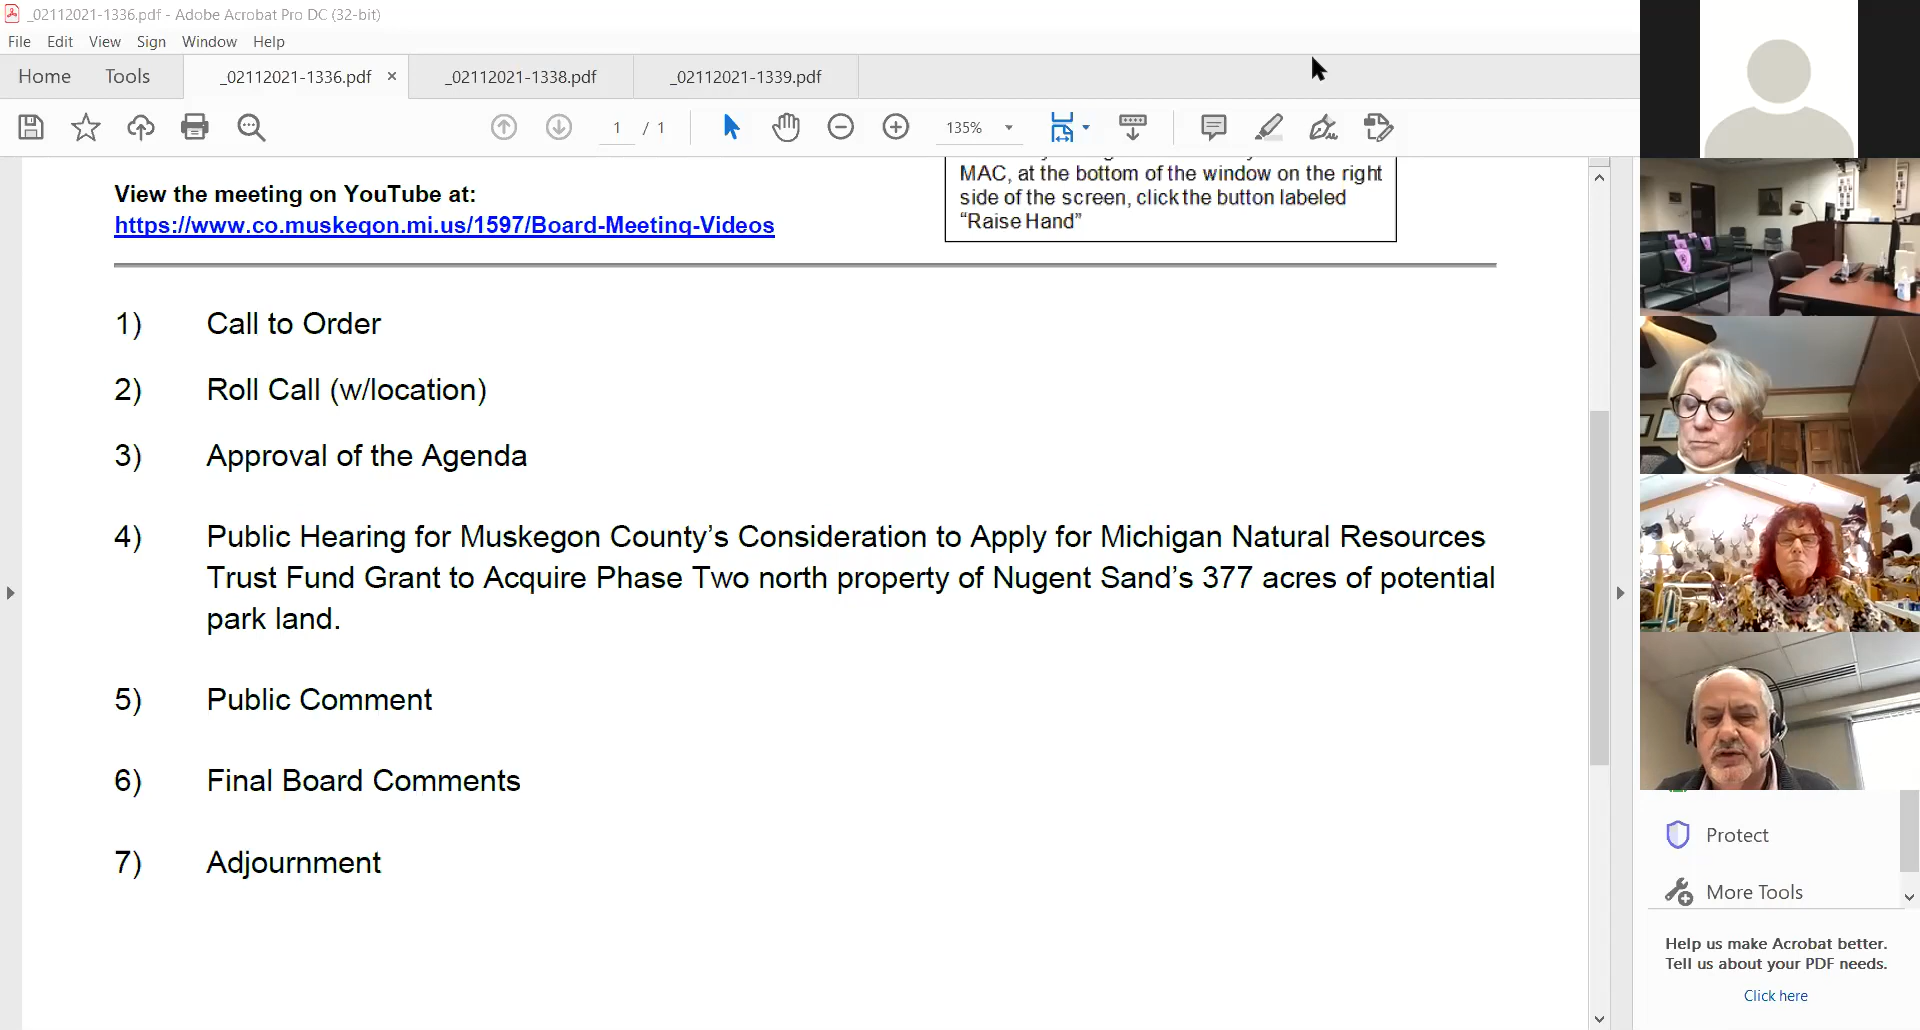 _02112021-1336.pdf - Adobe Acrobat Pro DC (32-bit)
File Edit View Sign Window Help
Home Tools _02112021-1336.pdf × _02112021-1338.pdf _02112021-1339.pdf
1 / 1 135%
MAC, at the bottom of the window on the right
side of the screen, click the button labeled
“Raise Hand”
View the meeting on YouTube at:
https://www.co.muskegon.mi.us/1597/Board-Meeting-Videos
1) Call to Order
2) Roll Call (w/location)
3) Approval of the Agenda
4) Public Hearing for Muskegon County’s Consideration to Apply for Michigan Natural Resources
Trust Fund Grant to Acquire Phase Two north property of Nugent Sand’s 377 acres of potential
park land.
5) Public Comment
6) Final Board Comments
7) Adjournment
Protect
More Tools
Help us make Acrobat better.
Tell us about your PDF needs.
Click here